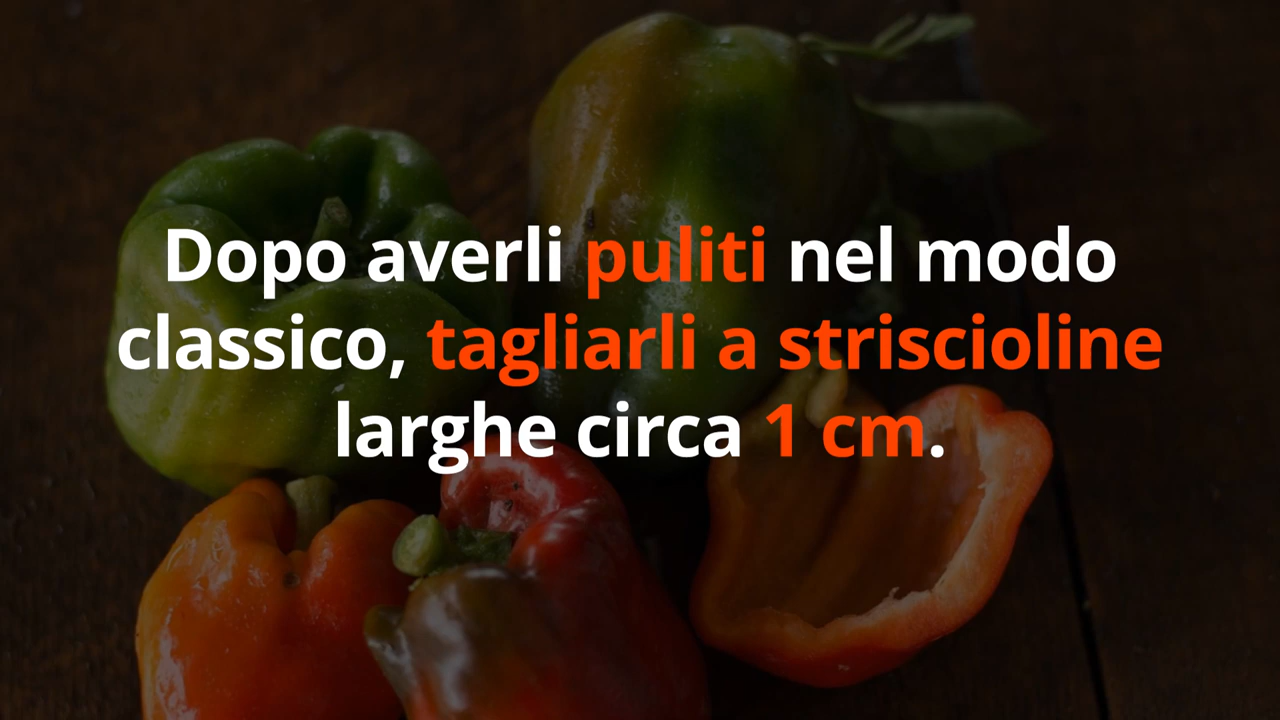 Dopo averli puliti nel modo
classico, tagliarli a striscioline
larghe circa 1 cm.